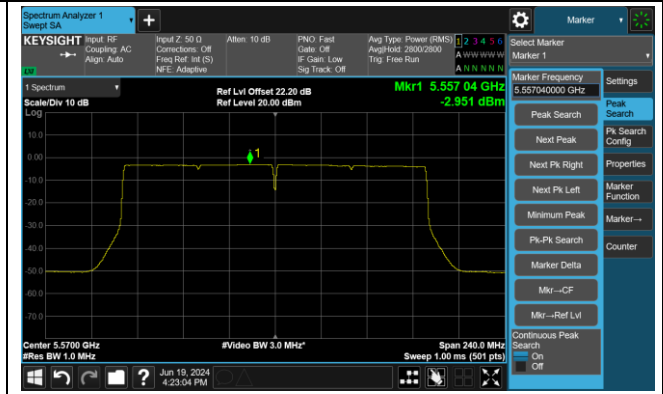 Spectrum Analyzer 1
Swept SA
Marker
KEYSIGHT
Input: RF
Coupling: AC
Align: Auto
Input Z: 50 Ω
Corrections: Off
Freq Ref: Int (S)
NFE: Adaptive
Atten: 10 dB
PNO: Fast
Gate: Off
IF Gain: Low
Sig Track: Off
Avg Type: Power (RMS)
Avg|Hold: 2800/2800
Trig: Free Run
1 2 3 4 5 6
A W W W W W
A N N N N N
Select Marker
Marker 1
1 Spectrum
Scale/Div 10 dB
Log
Ref Lvl Offset 22.20 dB
Ref Level 20.00 dBm
Mkr1 5.557 04 GHz
-2.951 dBm
10.0
0.00
-10.0
-20.0
-30.0
-40.0
-50.0
-60.0
-70.0
1
Center 5.5700 GHz
#Res BW 1.0 MHz
#Video BW 3.0 MHz*
Span 240.0 MHz
Sweep 1.00 ms (501 pts)
Marker Frequency
5.557040000 GHz
Peak Search
Next Peak
Next Pk Right
Next Pk Left
Minimum Peak
Pk-Pk Search
Marker Delta
Mkr→CF
Mkr→Ref Lvl
Continuous Peak
Search
On
Off
Settings
Peak
Search
Pk Search
Config
Properties
Marker
Function
Marker→
Counter
?
Jun 19, 2024
4:23:04 PM